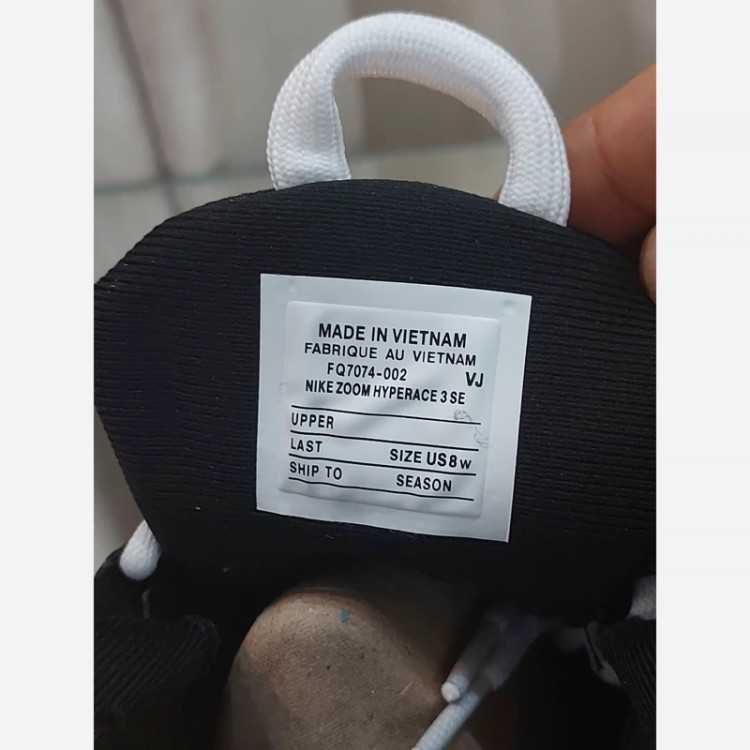 MADE IN VIETNAM
FABRIQUE AU VIETNAM
FQ7074-002 VJ
NIKE ZOOM HYPERACE 3 SE
UPPER
LAST SIZE US 8 w
SHIP TO SEASON